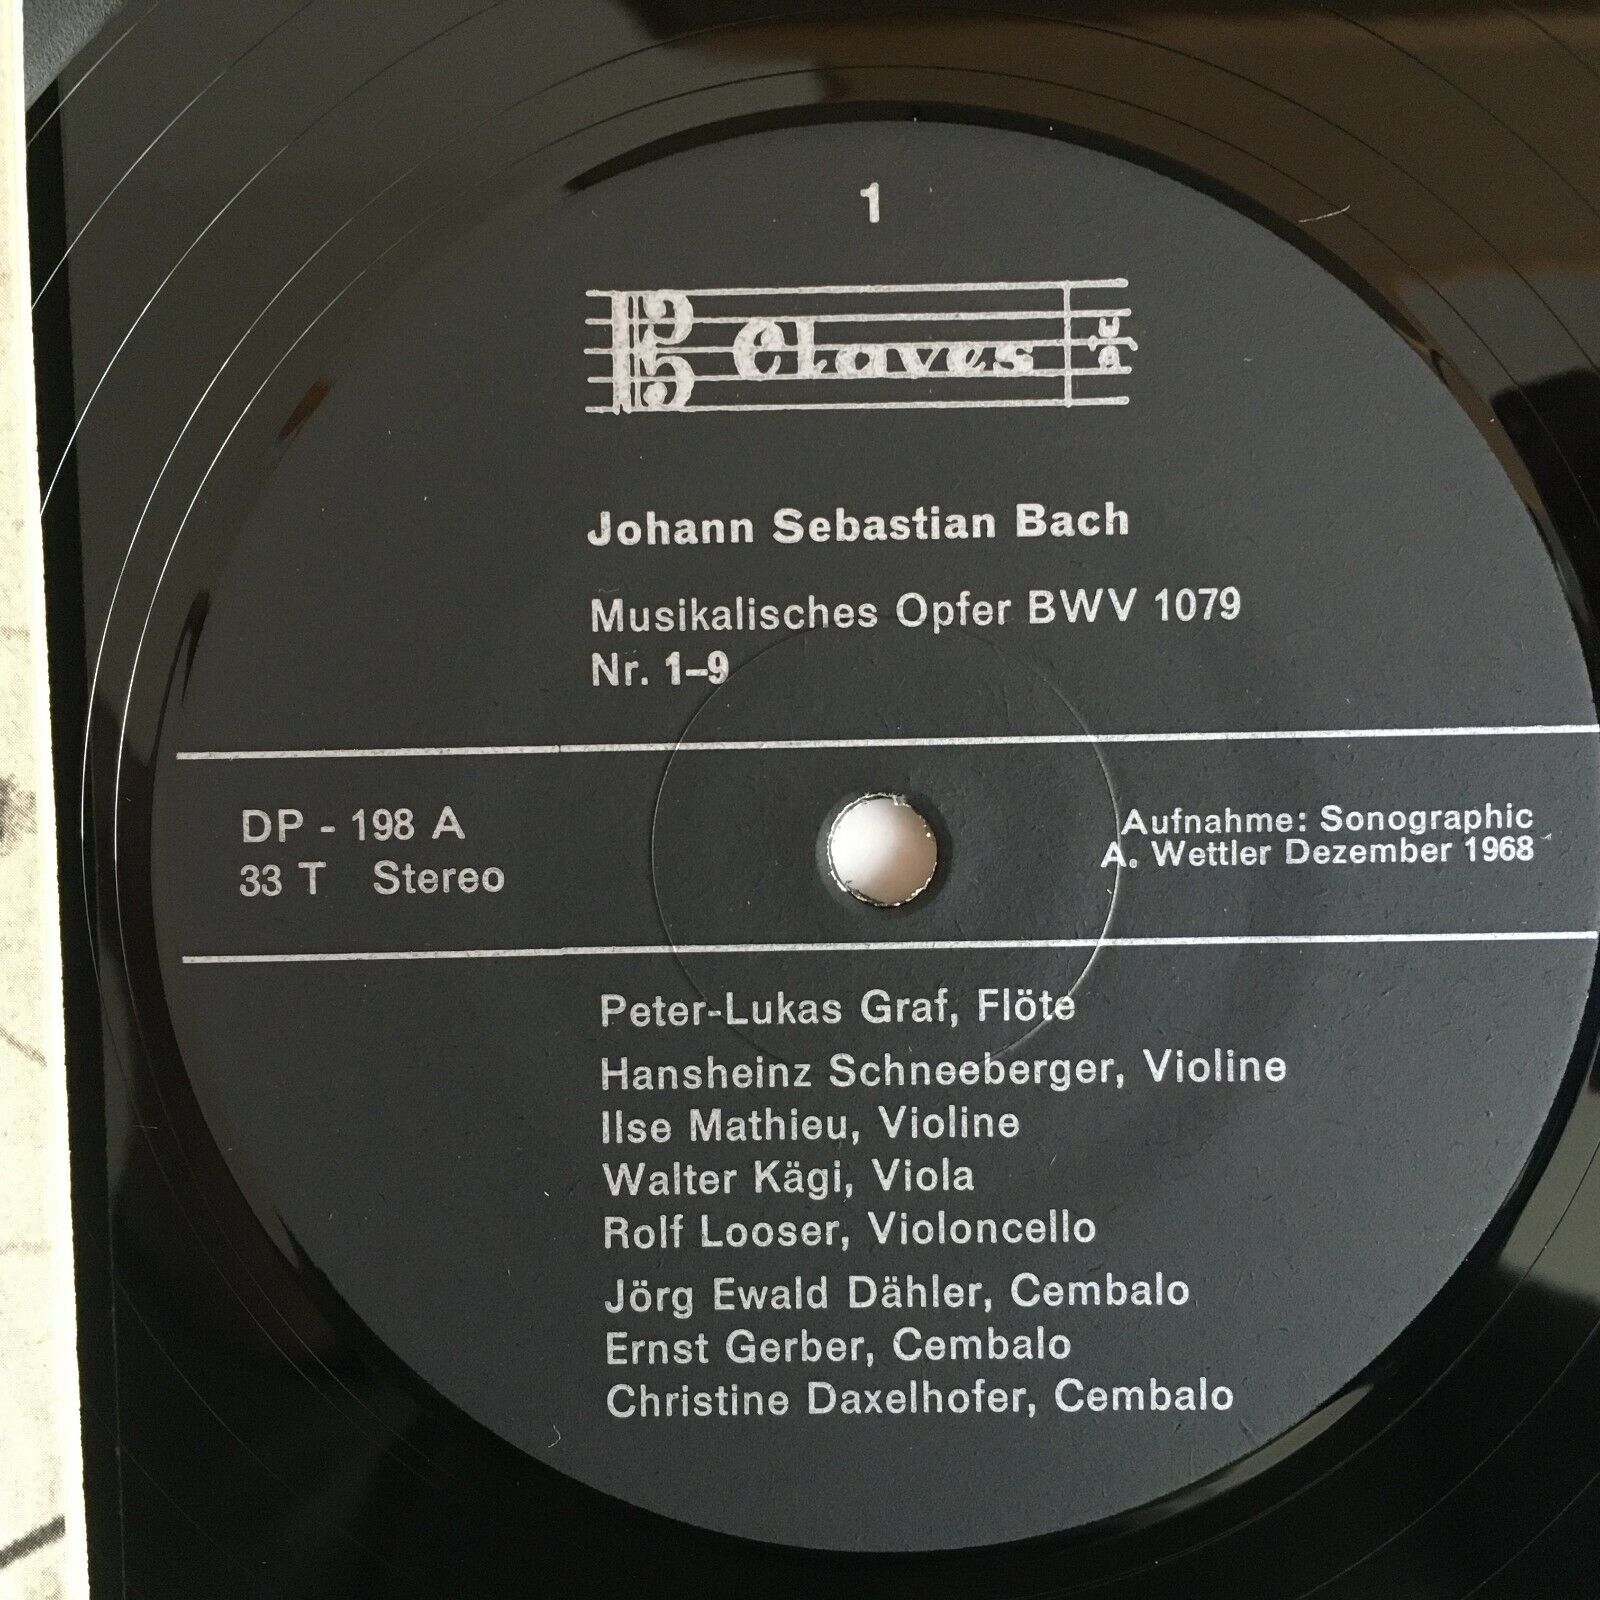 1
Claves
Johann Sebastian Bach
Musikalisches Opfer BWV 1079
Nr. 1–9
DP - 198 A
33 T Stereo
Aufnahme: Sonographic
A. Wettler Dezember 1968
Peter-Lukas Graf, Flöte
Hansheinz Schneeberger, Violine
Ilse Mathieu, Violine
Walter Kägi, Viola
Rolf Looser, Violoncello
Jörg Ewald Dähler, Cembalo
Ernst Gerber, Cembalo
Christine Daxelhofer, Cembalo